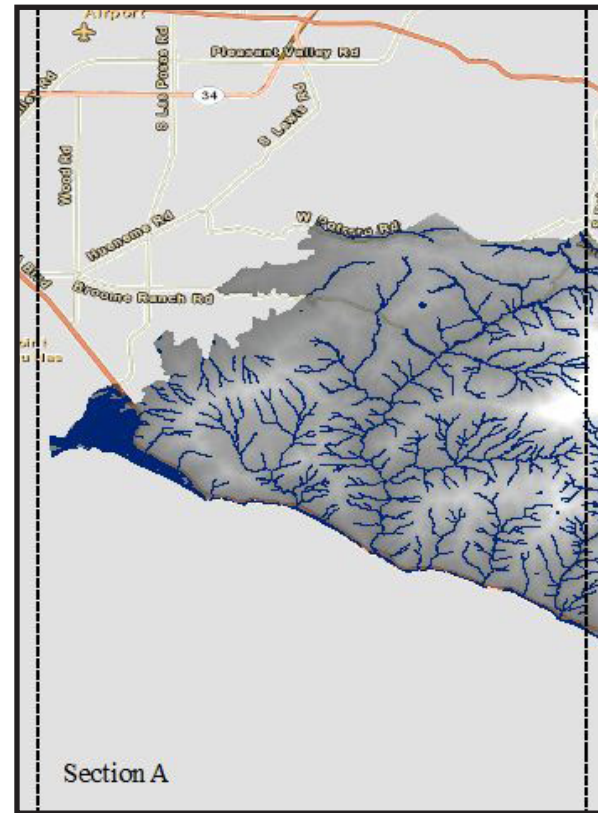 Airport
Pleasant Valley Rd
34
S Las Posas Rd
S Lewis Rd
Wood Rd
Hueneme Rd
W Potrero Rd
Broome Ranch Rd
Section A